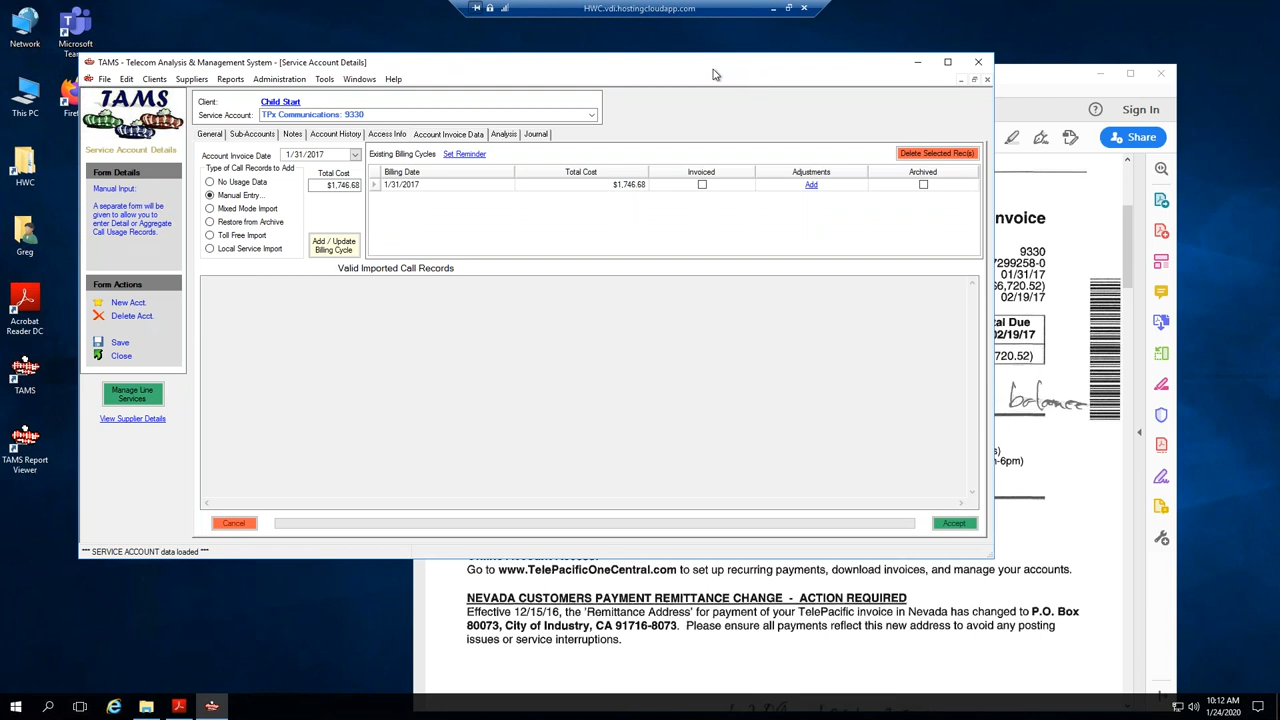 HWC.vdi.hostingcloudapp.com
Network
Microsoft
Team
This PC
Firef
HWC
Greg
Acrobat
Reader DC
TAMS
TAMS Report
Viewer
TAMS - Telecom Analysis & Management System - [Service Account Details]
File Edit Clients Suppliers Reports Administration Tools Windows Help
TAMS
Service Account Details
Form Details
Manual Input:
A separate form will be
given to allow you to
enter Detail or Aggregate
Call Usage Records.
Form Actions
New Acct.
Delete Acct.
Save
Close
Manage Line
Services
View Supplier Details
Client: Child Start
Service Account: TPx Communications: 9330
General Sub-Accounts Notes Account History Access Info Account Invoice Data Analysis Journal
Account Invoice Date 1/31/2017
Type of Call Records to Add
No Usage Data
Manual Entry...
Mixed Mode Import
Restore from Archive
Toll Free Import
Local Service Import
Total Cost
$1,746.68
Add / Update
Billing Cycle
Existing Billing Cycles Set Reminder Delete Selected Rec(s)
Billing Date Total Cost Invoiced Adjustments Archived
1/31/2017 $1,746.68 Add
Valid Imported Call Records
Cancel Accept
*** SERVICE ACCOUNT data loaded ***
Sign In
Share
nvoice
9330
7299258-0
01/31/17
6,720.52)
02/19/17
tal Due
02/19/17
720.52)
balance
s)
n-6pm)
Go to www.TelePacificOneCentral.com to set up recurring payments, download invoices, and manage your accounts.
NEVADA CUSTOMERS PAYMENT REMITTANCE CHANGE - ACTION REQUIRED
Effective 12/15/16, the 'Remittance Address' for payment of your TelePacific invoice in Nevada has changed to P.O. Box
80073, City of Industry, CA 91716-8073. Please ensure all payments reflect this new address to avoid any posting
issues or service interruptions.
10:12 AM
1/24/2020